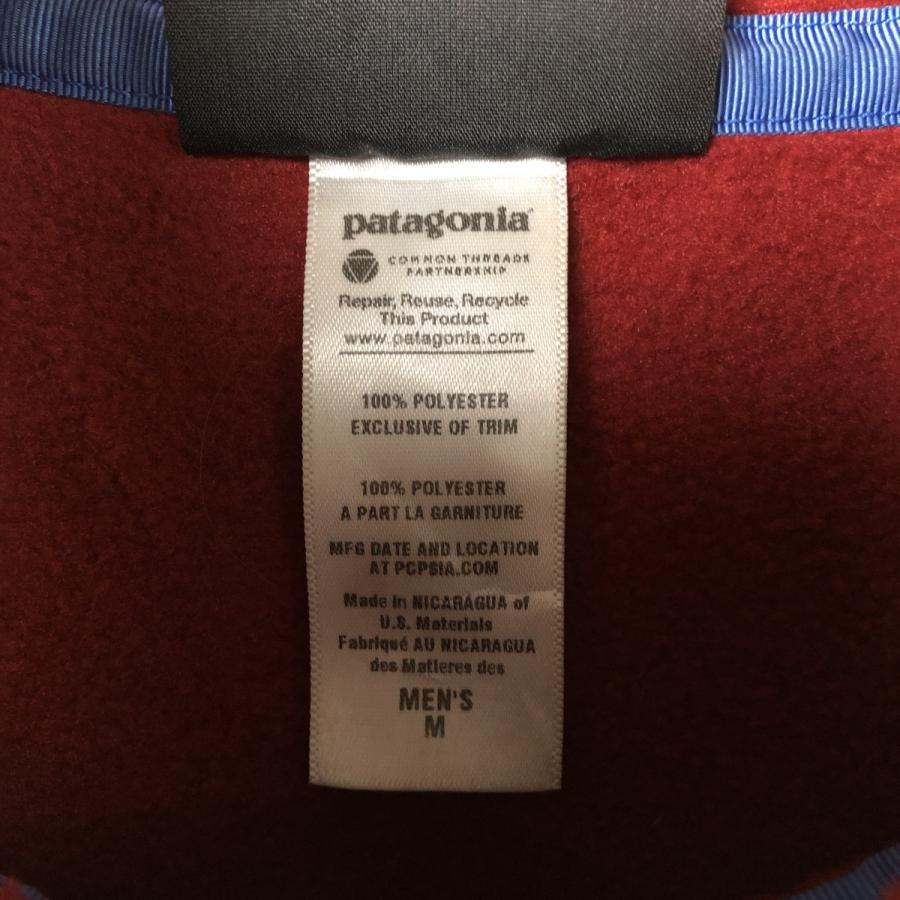 patagonia
COMMON THREADS
PARTNERSHIP
Repair, Reuse, Recycle
This Product
www.patagonia.com
100% POLYESTER
EXCLUSIVE OF TRIM
100% POLYESTER
A PART LA GARNITURE
MFG DATE AND LOCATION
AT PCPSIA.COM
Made in NICARAGUA of
U.S. Materials
Fabriqué AU NICARAGUA
des Matieres des
MEN'S
M